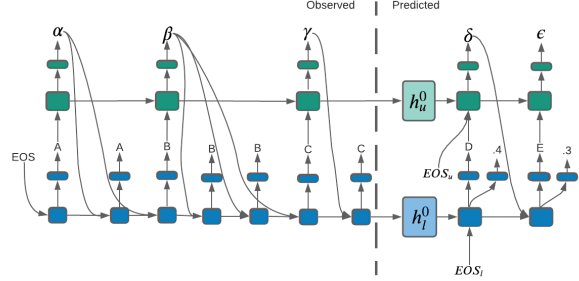 Observed Predicted
α β γ δ ϵ
h_u^0
EOS A A B B B C C EOS_u D .4 E .3
h_l^0
EOS_l